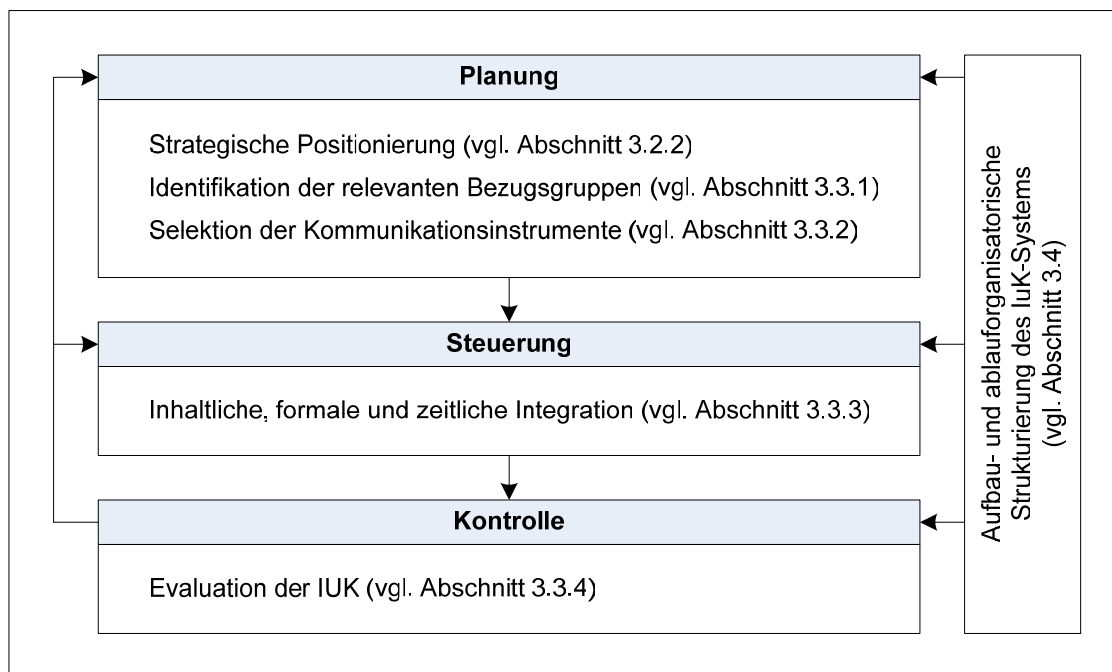 Planung
Strategische Positionierung (vgl. Abschnitt 3.2.2)
Identifikation der relevanten Bezugsgruppen (vgl. Abschnitt 3.3.1)
Selektion der Kommunikationsinstrumente (vgl. Abschnitt 3.3.2)
Steuerung
Inhaltliche, formale und zeitliche Integration (vgl. Abschnitt 3.3.3)
Kontrolle
Evaluation der IUK (vgl. Abschnitt 3.3.4)
Aufbau- und ablauforganisatorische
Strukturierung des IuK-Systems
(vgl. Abschnitt 3.4)